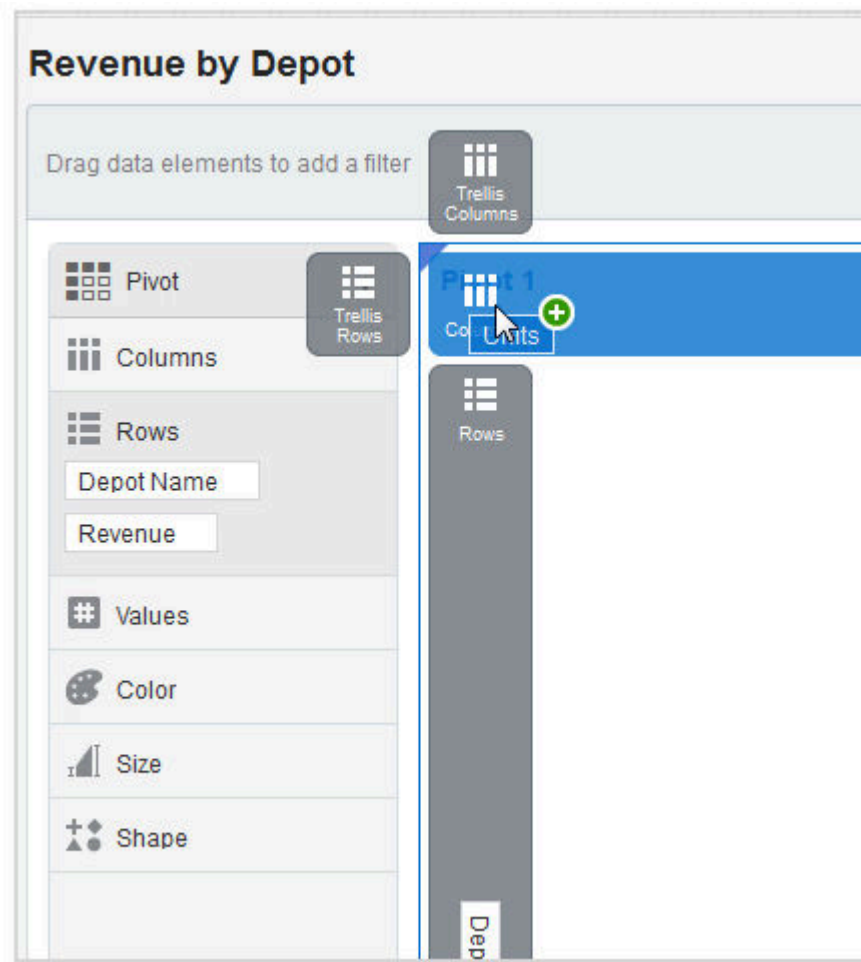 Revenue by Depot
Drag data elements to add a filter
Trellis
Columns
Pivot
Trellis
Rows
1
Units
Columns
Rows
Rows
Depot Name
Revenue
Values
Color
Size
Shape